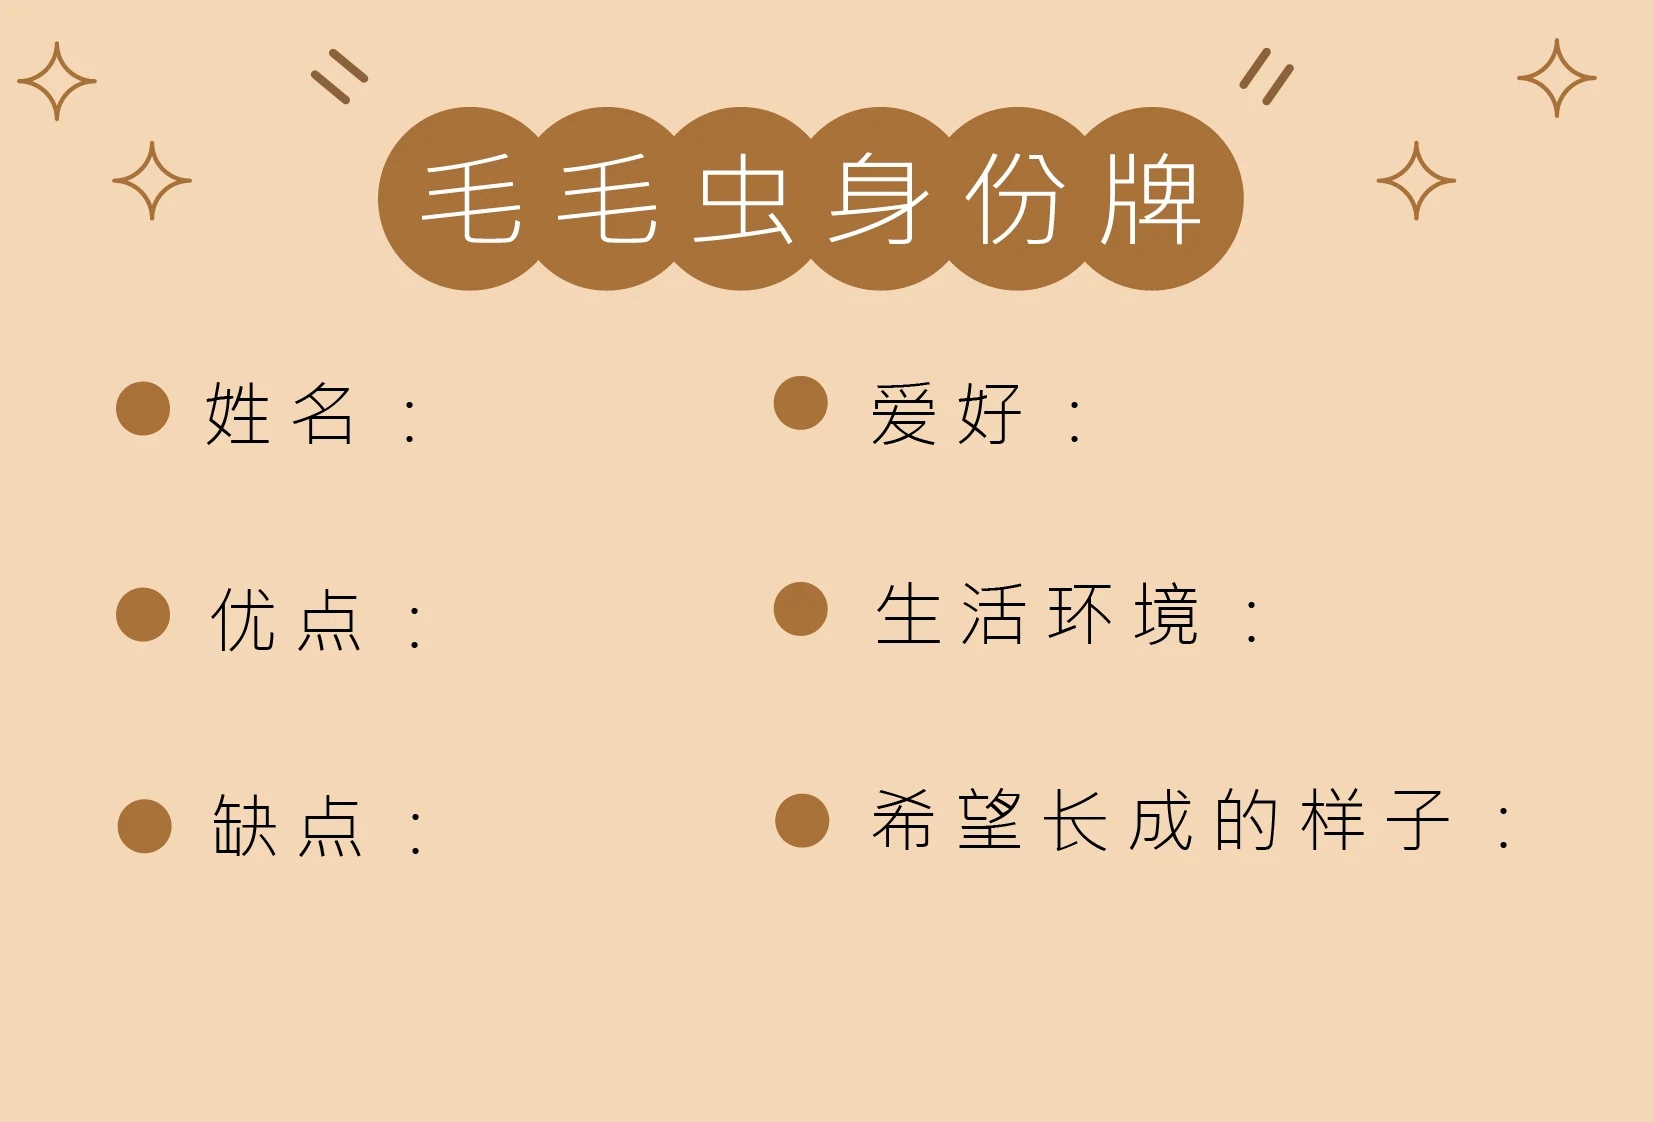 毛毛虫身份牌
姓名：
爱好：
优点：
生活环境：
缺点：
希望长成的样子：